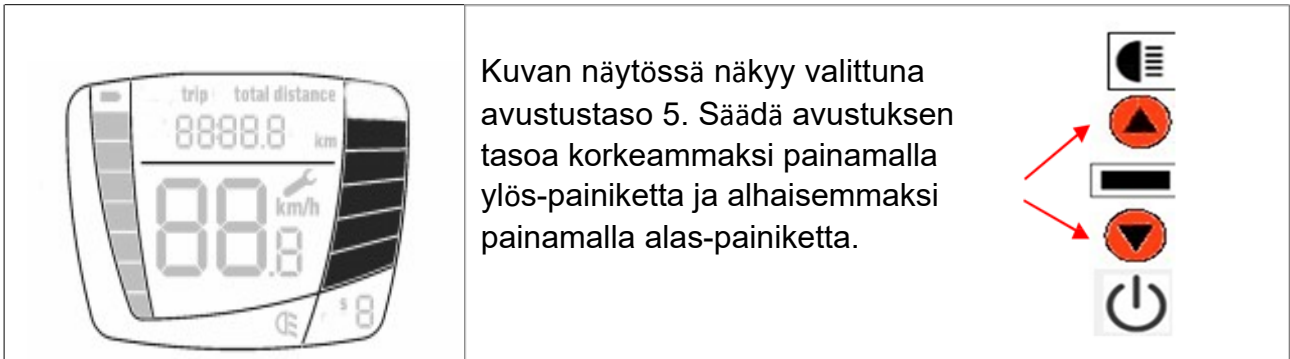 trip total distance
88888.8 km
88.8 km/h
s 8
Kuvan näytössä näkyy valittuna
avustustaso 5. Säädä avustuksen
tasoa korkeammaksi painamalla
ylös-painiketta ja alhaisemmaksi
painamalla alas-painiketta.